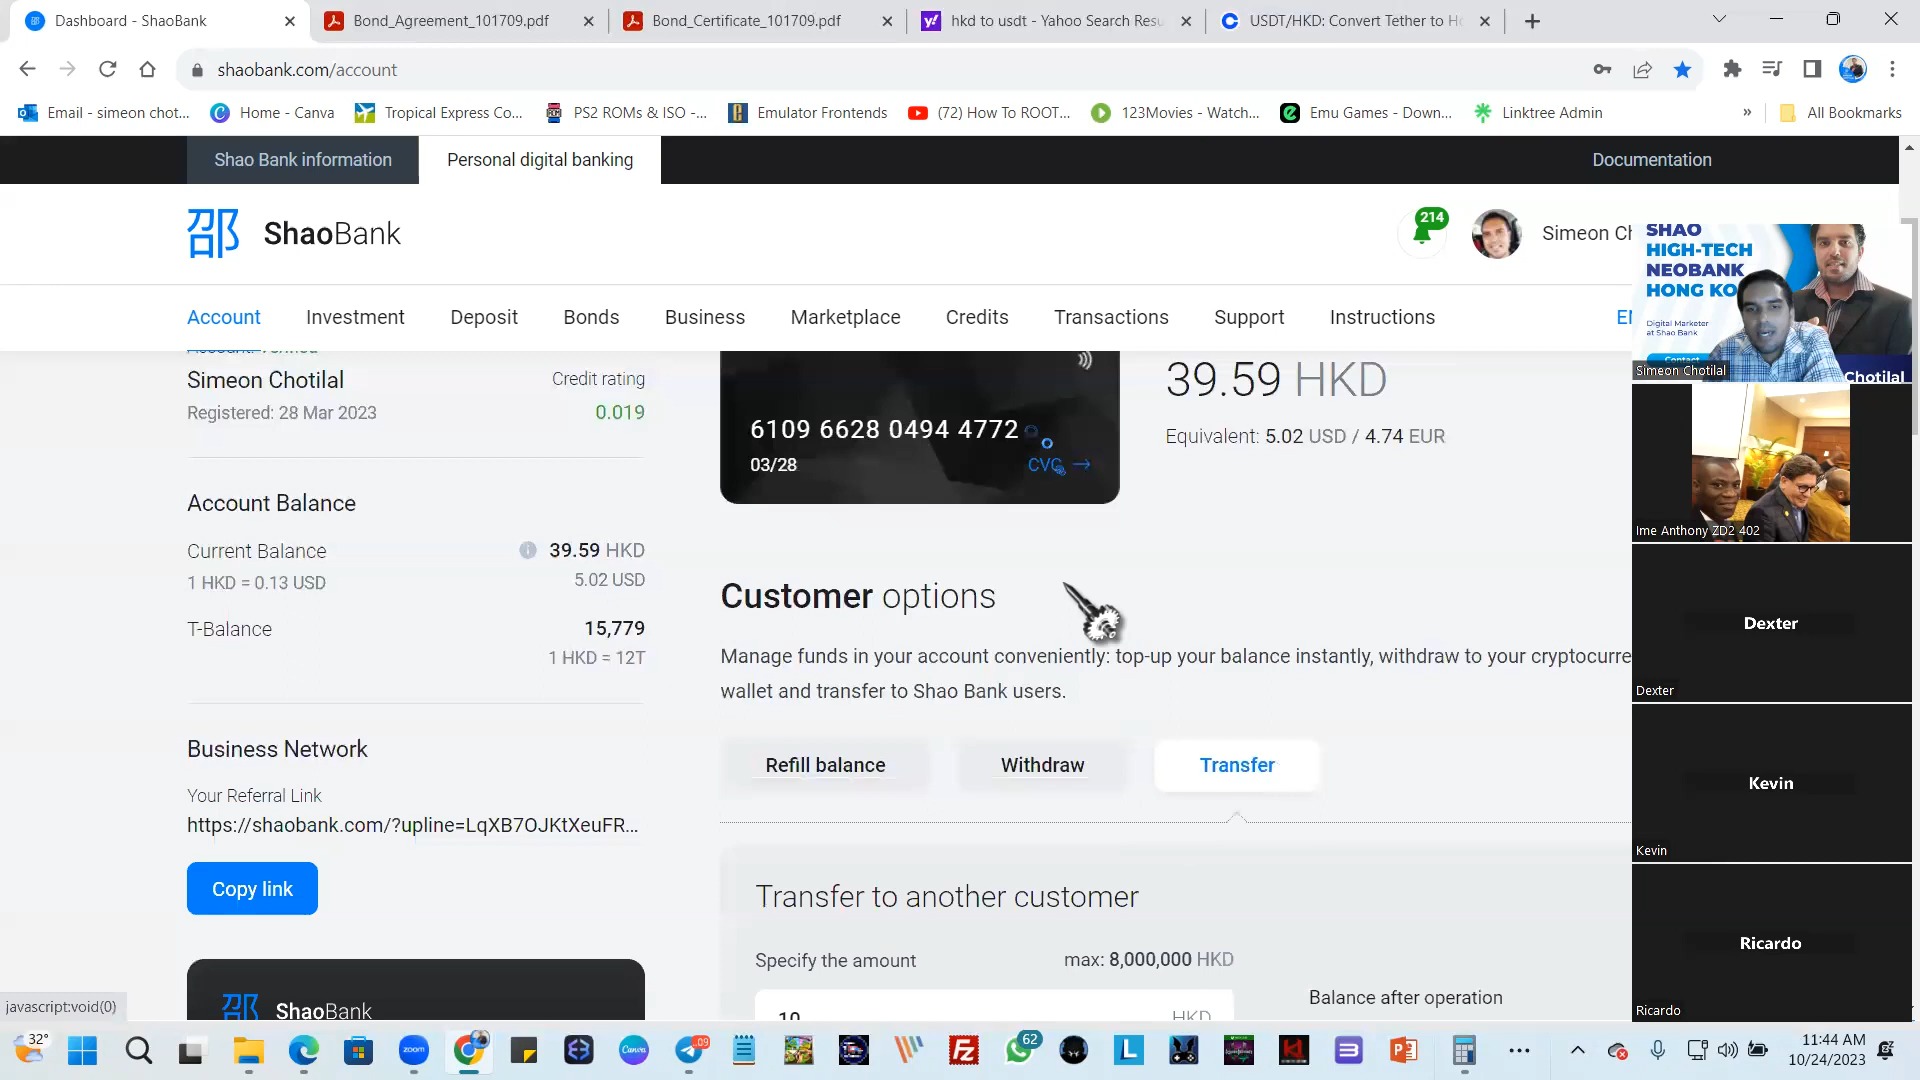 Dashboard - ShaoBank
Bond_Agreement_101709.pdf
Bond_Certificate_101709.pdf
hkd to usdt - Yahoo Search Resu
USDT/HKD: Convert Tether to Ho
shaobank.com/account
Email - simeon chot...
Home - Canva
Tropical Express Co...
PS2 ROMs & ISO -...
Emulator Frontends
(72) How To ROOT...
123Movies - Watch...
Emu Games - Down...
Linktree Admin
»
All Bookmarks
Shao Bank information
Personal digital banking
Documentation
邵 ShaoBank
214
Simeon Ch
Account
Investment
Deposit
Bonds
Business
Marketplace
Credits
Transactions
Support
Instructions
EN
Simeon Chotilal
Credit rating
Registered: 28 Mar 2023
0.019
Account Balance
Current Balance
39.59 HKD
1 HKD = 0.13 USD
5.02 USD
T-Balance
15,779
1 HKD = 12T
Business Network
Your Referral Link
https://shaobank.com/?upline=LqXB7OJKtXeuFR...
Copy link
邵 ShaoBank
6109 6628 0494 4772
03/28
CVC
39.59 HKD
Equivalent: 5.02 USD / 4.74 EUR
Customer options
Manage funds in your account conveniently: top-up your balance instantly, withdraw to your cryptocurre
wallet and transfer to Shao Bank users.
Refill balance
Withdraw
Transfer
Transfer to another customer
Specify the amount
max: 8,000,000 HKD
10
HKD
Balance after operation
SHAO
HIGH-TECH
NEOBANK
HONG KO
Digital Marketer
at Shao Bank
Contact
Chotilal
Simeon Chotilal
Ime Anthony ZD2 402
Dexter
Dexter
Kevin
Kevin
Ricardo
Ricardo
javascript:void(0)
32°
zoom
Canva
.09
62
11:44 AM
10/24/2023